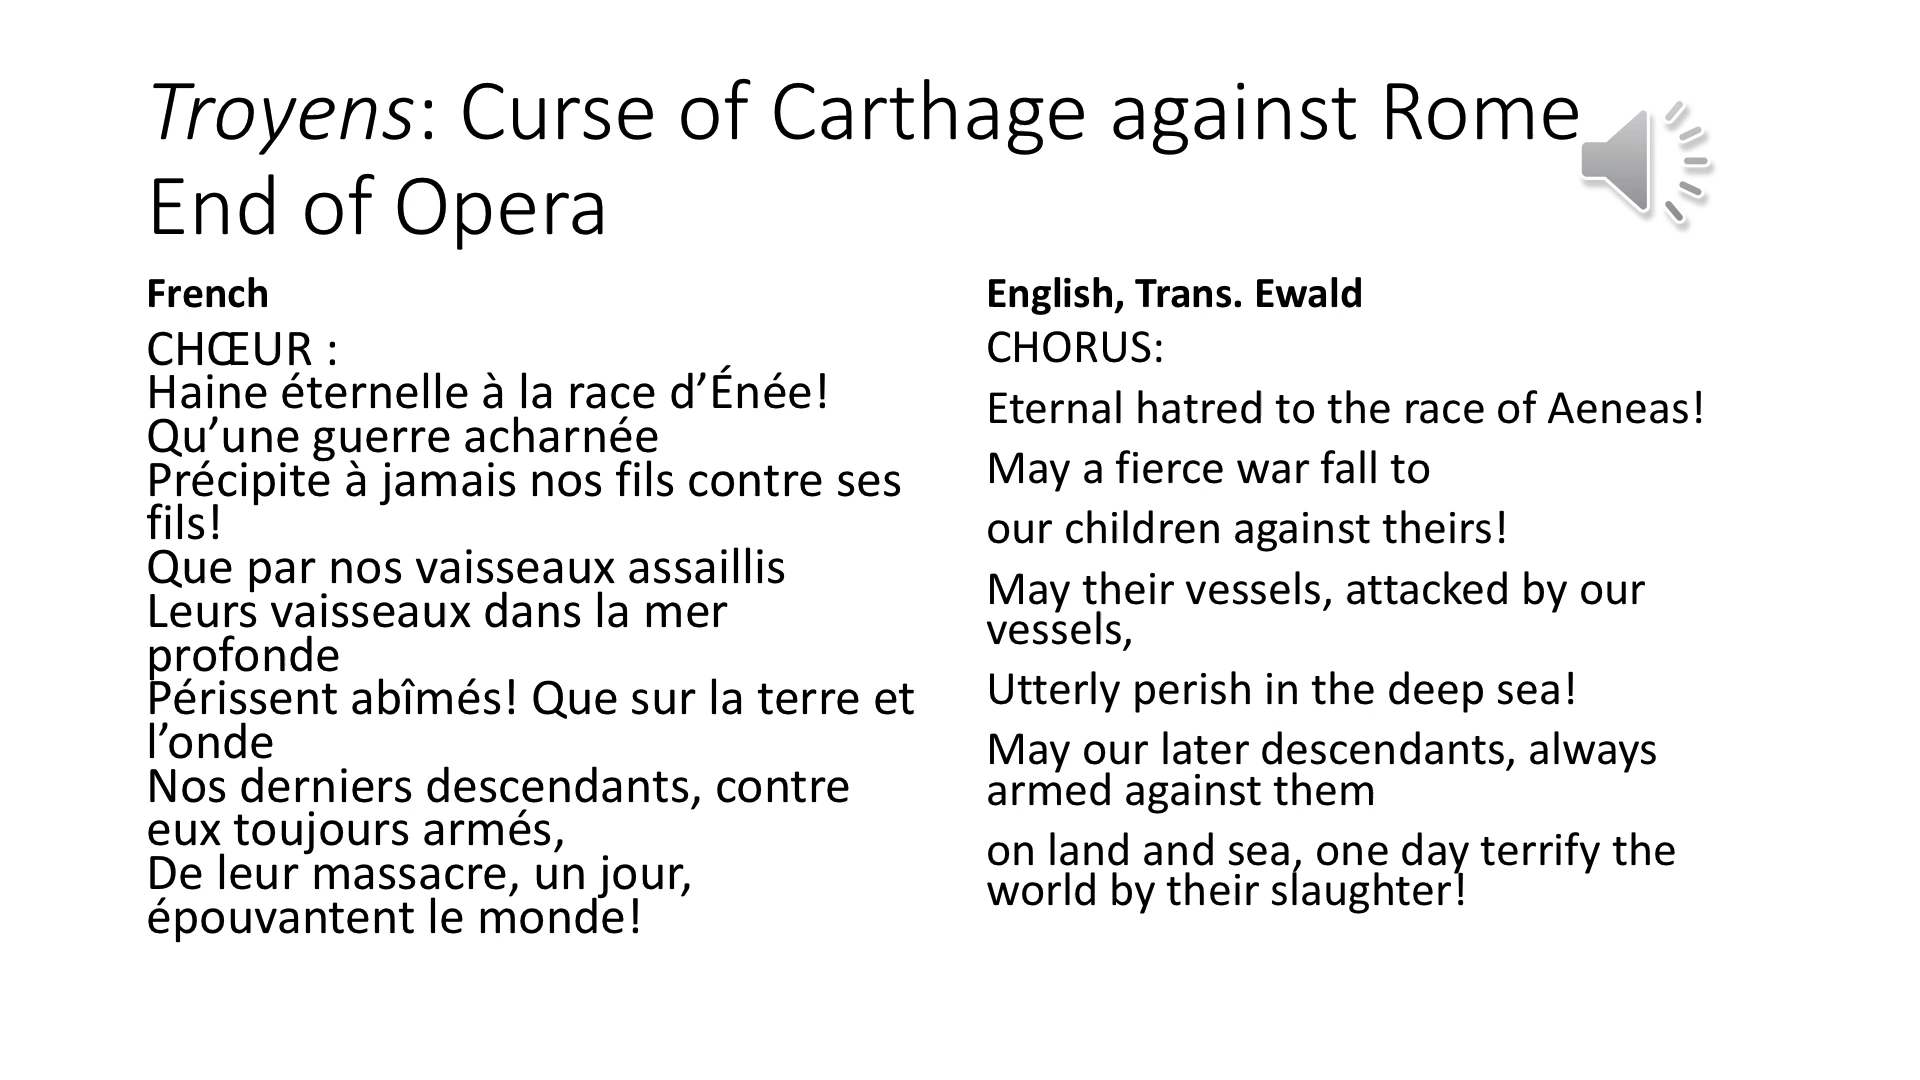 Troyens: Curse of Carthage against Rome
End of Opera
French
CHŒUR :
Haine éternelle à la race d’Énée!
Qu’une guerre acharnée
Précipite à jamais nos fils contre ses
fils!
Que par nos vaisseaux assaillis
Leurs vaisseaux dans la mer
profonde
Périssent abîmés! Que sur la terre et
l’onde
Nos derniers descendants, contre
eux toujours armés,
De leur massacre, un jour,
épouvantent le monde!
English, Trans. Ewald
CHORUS:
Eternal hatred to the race of Aeneas!
May a fierce war fall to
our children against theirs!
May their vessels, attacked by our
vessels,
Utterly perish in the deep sea!
May our later descendants, always
armed against them
on land and sea, one day terrify the
world by their slaughter!